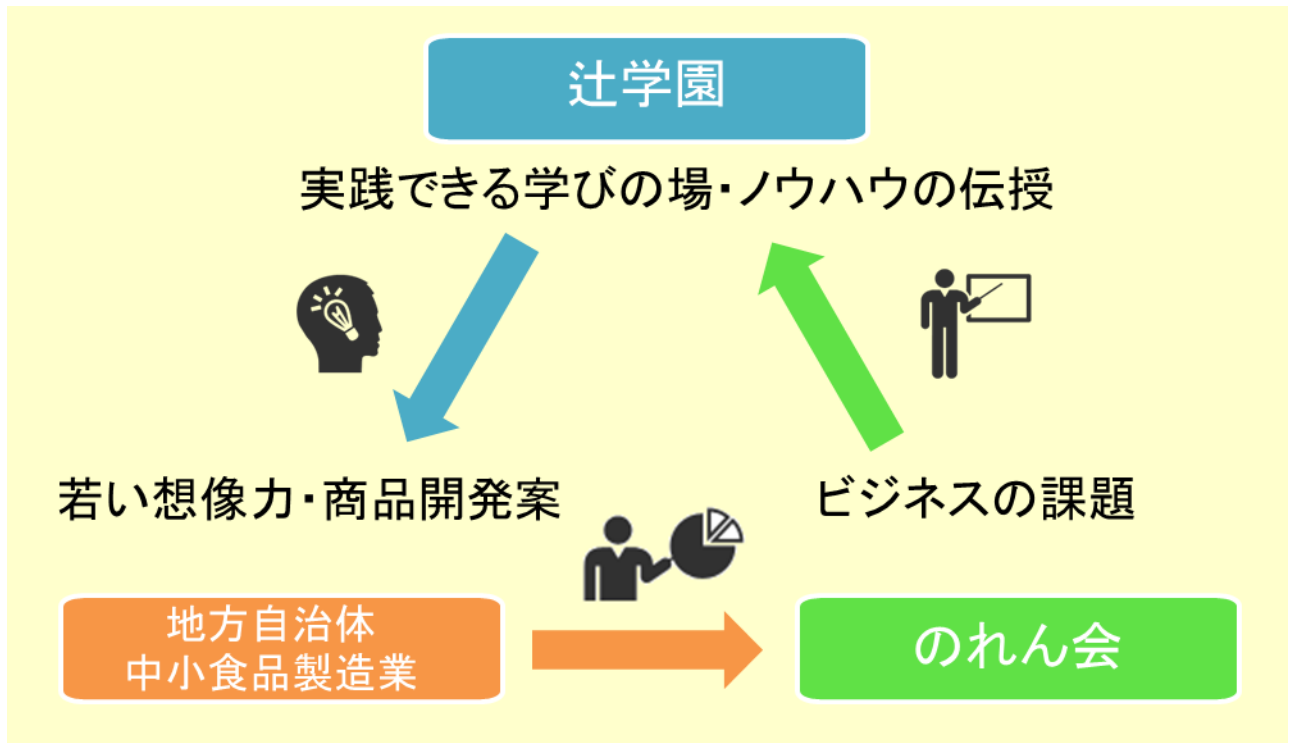 辻学園
実践できる学びの場・ノウハウの伝授
若い想像力・商品開発案
ビジネスの課題
地方自治体
中小食品製造業
のれん会